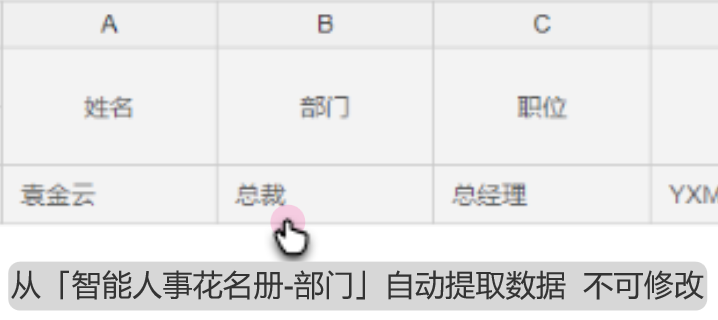 A B C
姓名 部门 职位
袁金云 总裁 总经理 YXM
从「智能人事花名册-部门」自动提取数据 不可修改